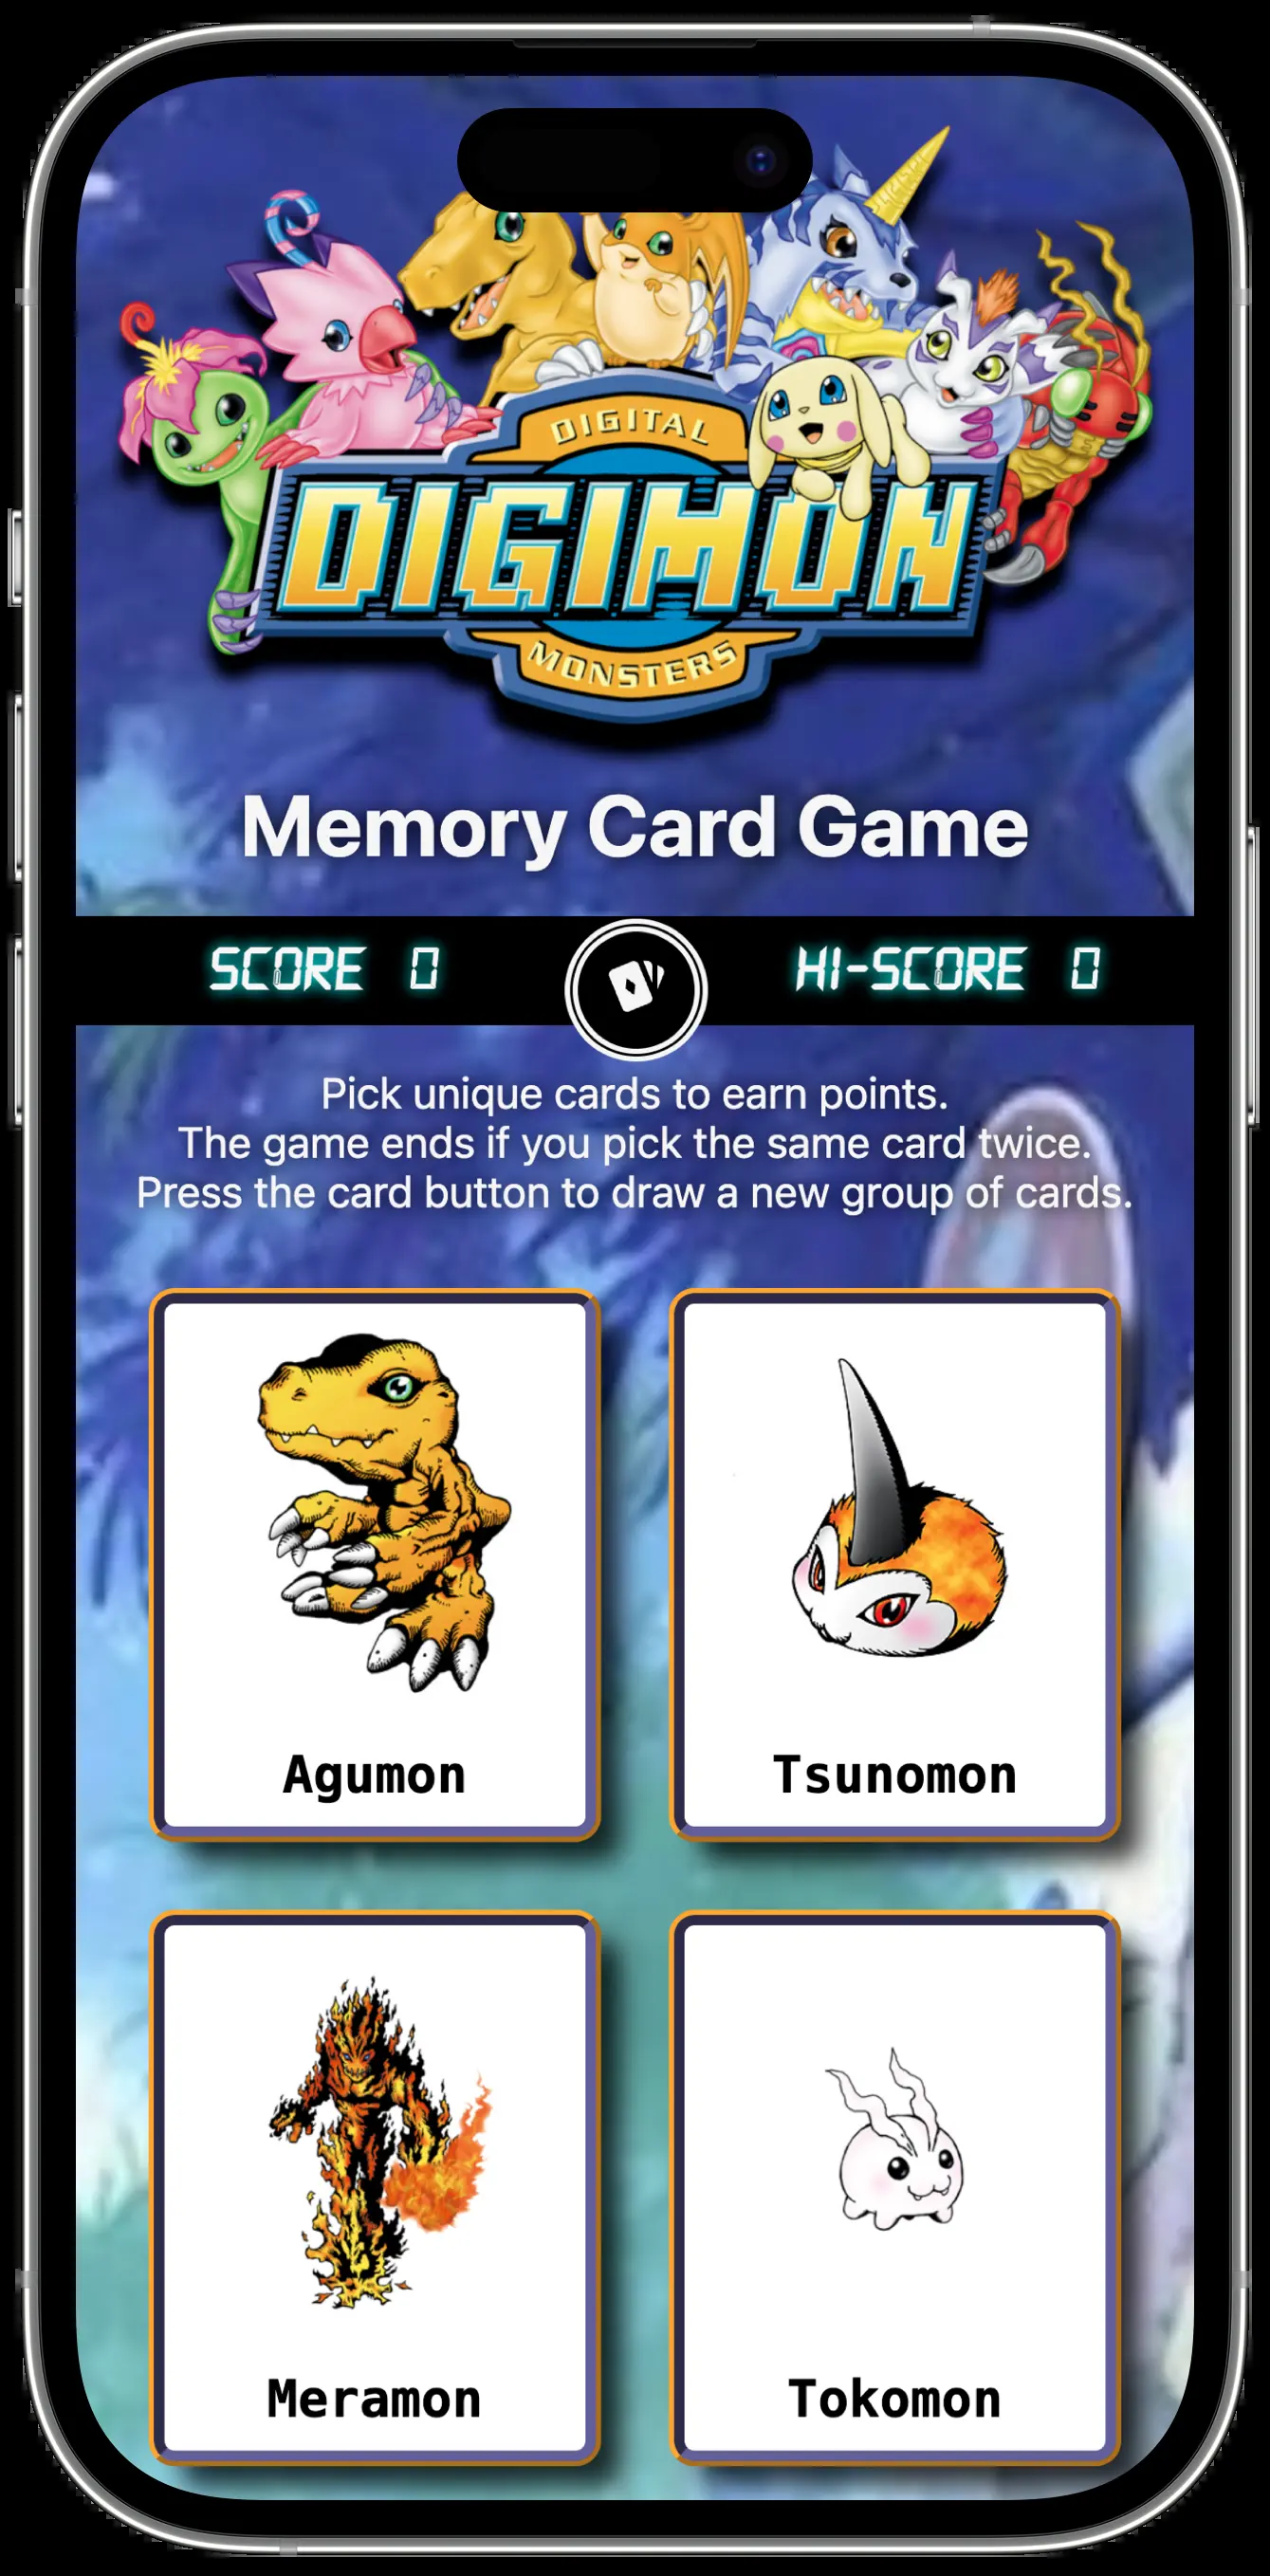 DIGITAL
DIGIMON
MONSTERS
Memory Card Game
SCORE 0
HI-SCORE 0
Pick unique cards to earn points.
The game ends if you pick the same card twice.
Press the card button to draw a new group of cards.
Agumon
Tsunomon
Meramon
Tokomon